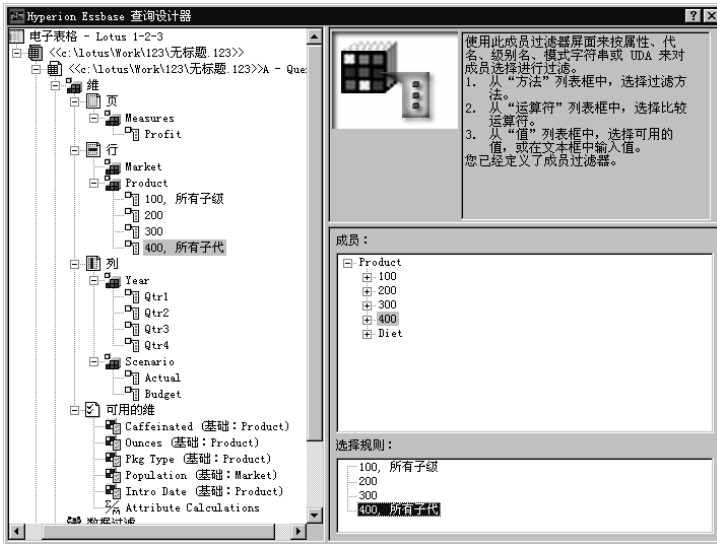 Hyperion Essbase 查询设计器
电子表格 - Lotus 1-2-3
<<c:\lotus\Work\123\无标题.123>>
<<c:\lotus\Work\123\无标题.123>>A - Que
维
页
Measures
Profit
行
Market
Product
100, 所有子级
200
300
400, 所有子代
列
Year
Qtr1
Qtr2
Qtr3
Qtr4
Scenario
Actual
Budget
可用的维
Caffeinated (基础：Product)
Ounces (基础：Product)
Pkg Type (基础：Product)
Population (基础：Market)
Intro Date (基础：Product)
Attribute Calculations
数据过滤
使用此成员过滤器屏幕来按属性、代
名、级别名、模式字符串或 UDA 来对
成员选择进行过滤。
1. 从“方法”列表框中，选择过滤方
法。
2. 从“运算符”列表框中，选择比较
运算符。
3. 从“值”列表框中，选择可用的
值，或在文本框中输入值。
您已经定义了成员过滤器。
成员：
Product
100
200
300
400
Diet
选择规则：
100, 所有子级
200
300
400, 所有子代